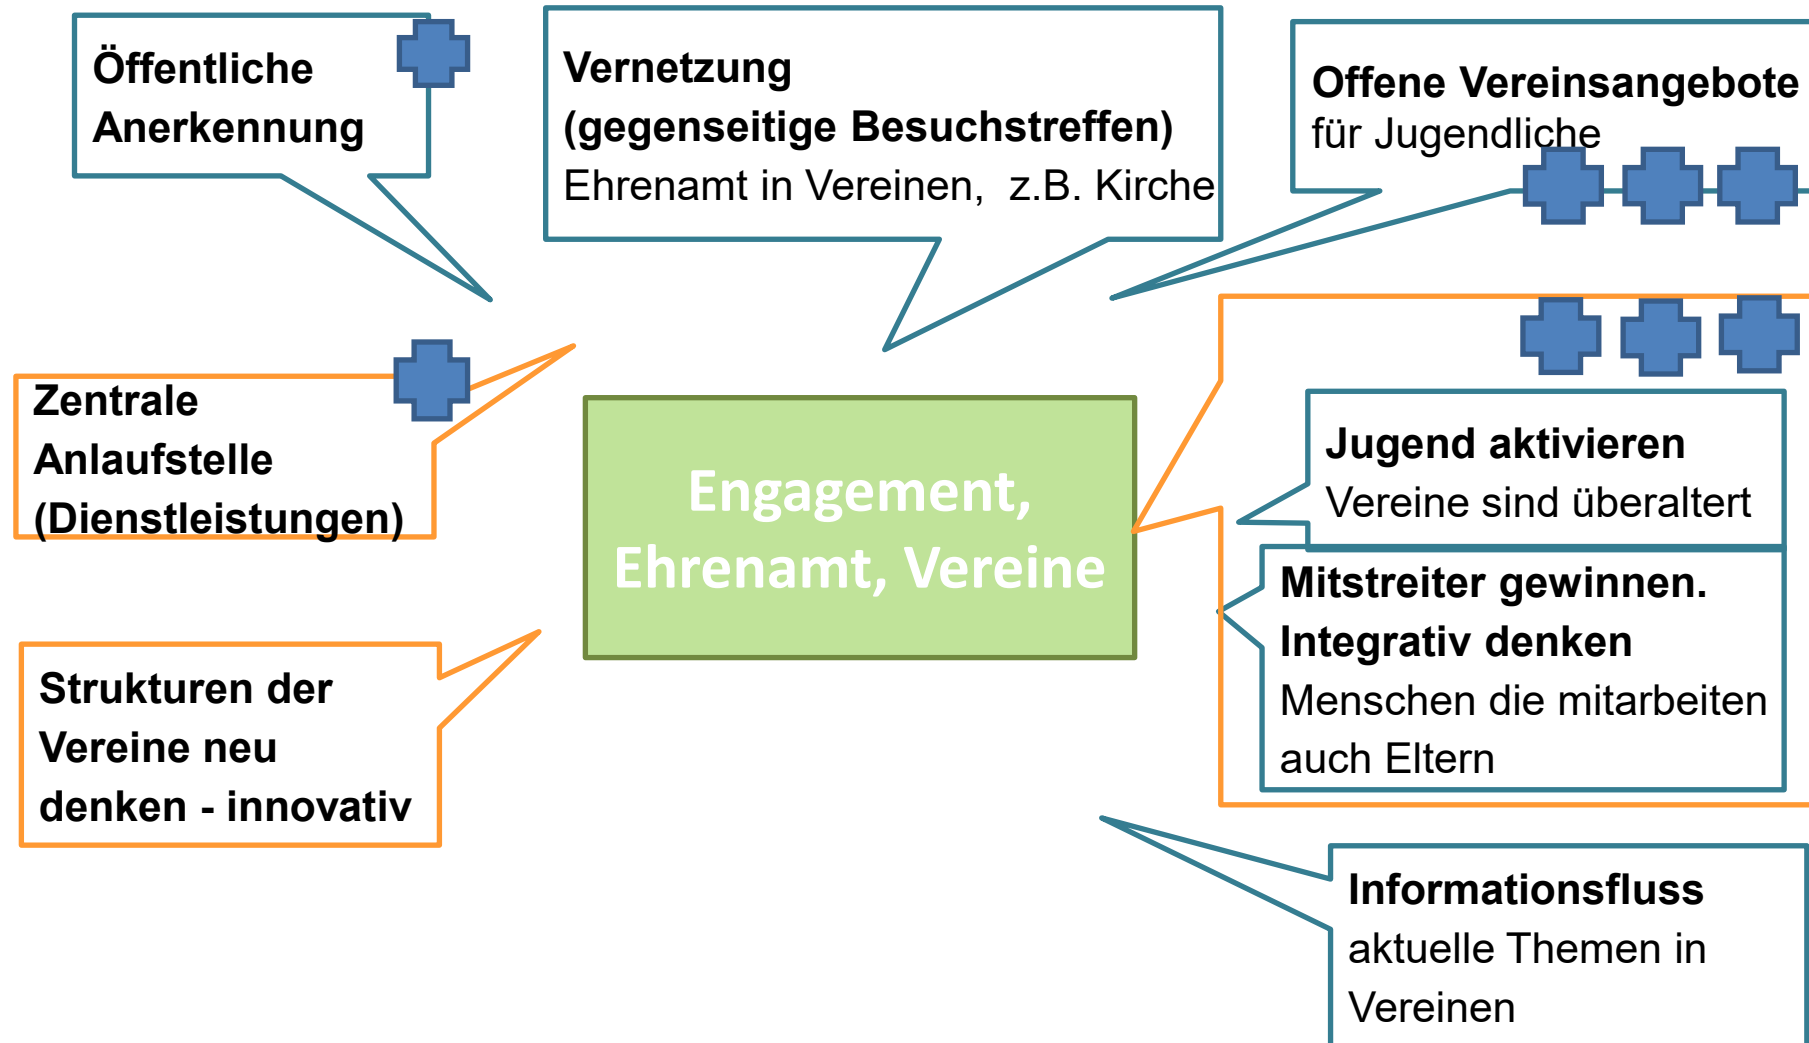 Öffentliche
Anerkennung
Vernetzung
(gegenseitige Besuchstreffen)
Ehrenamt in Vereinen, z.B. Kirche
Offene Vereinsangebote
für Jugendliche
Zentrale
Anlaufstelle
(Dienstleistungen)
Engagement,
Ehrenamt, Vereine
Jugend aktivieren
Vereine sind überaltert
Mitstreiter gewinnen.
Integrativ denken
Menschen die mitarbeiten
auch Eltern
Strukturen der
Vereine neu
denken - innovativ
Informationsfluss
aktuelle Themen in
Vereinen